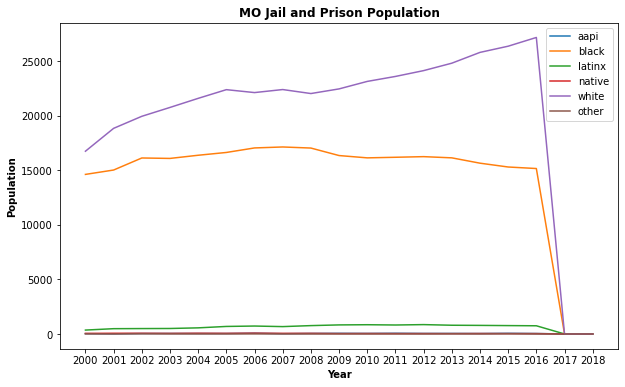 MO Jail and Prison Population
aapi
black
latinx
native
white
other
25000
20000
15000
10000
5000
0
Population
2000 2001 2002 2003 2004 2005 2006 2007 2008 2009 2010 2011 2012 2013 2014 2015 2016 2017 2018
Year